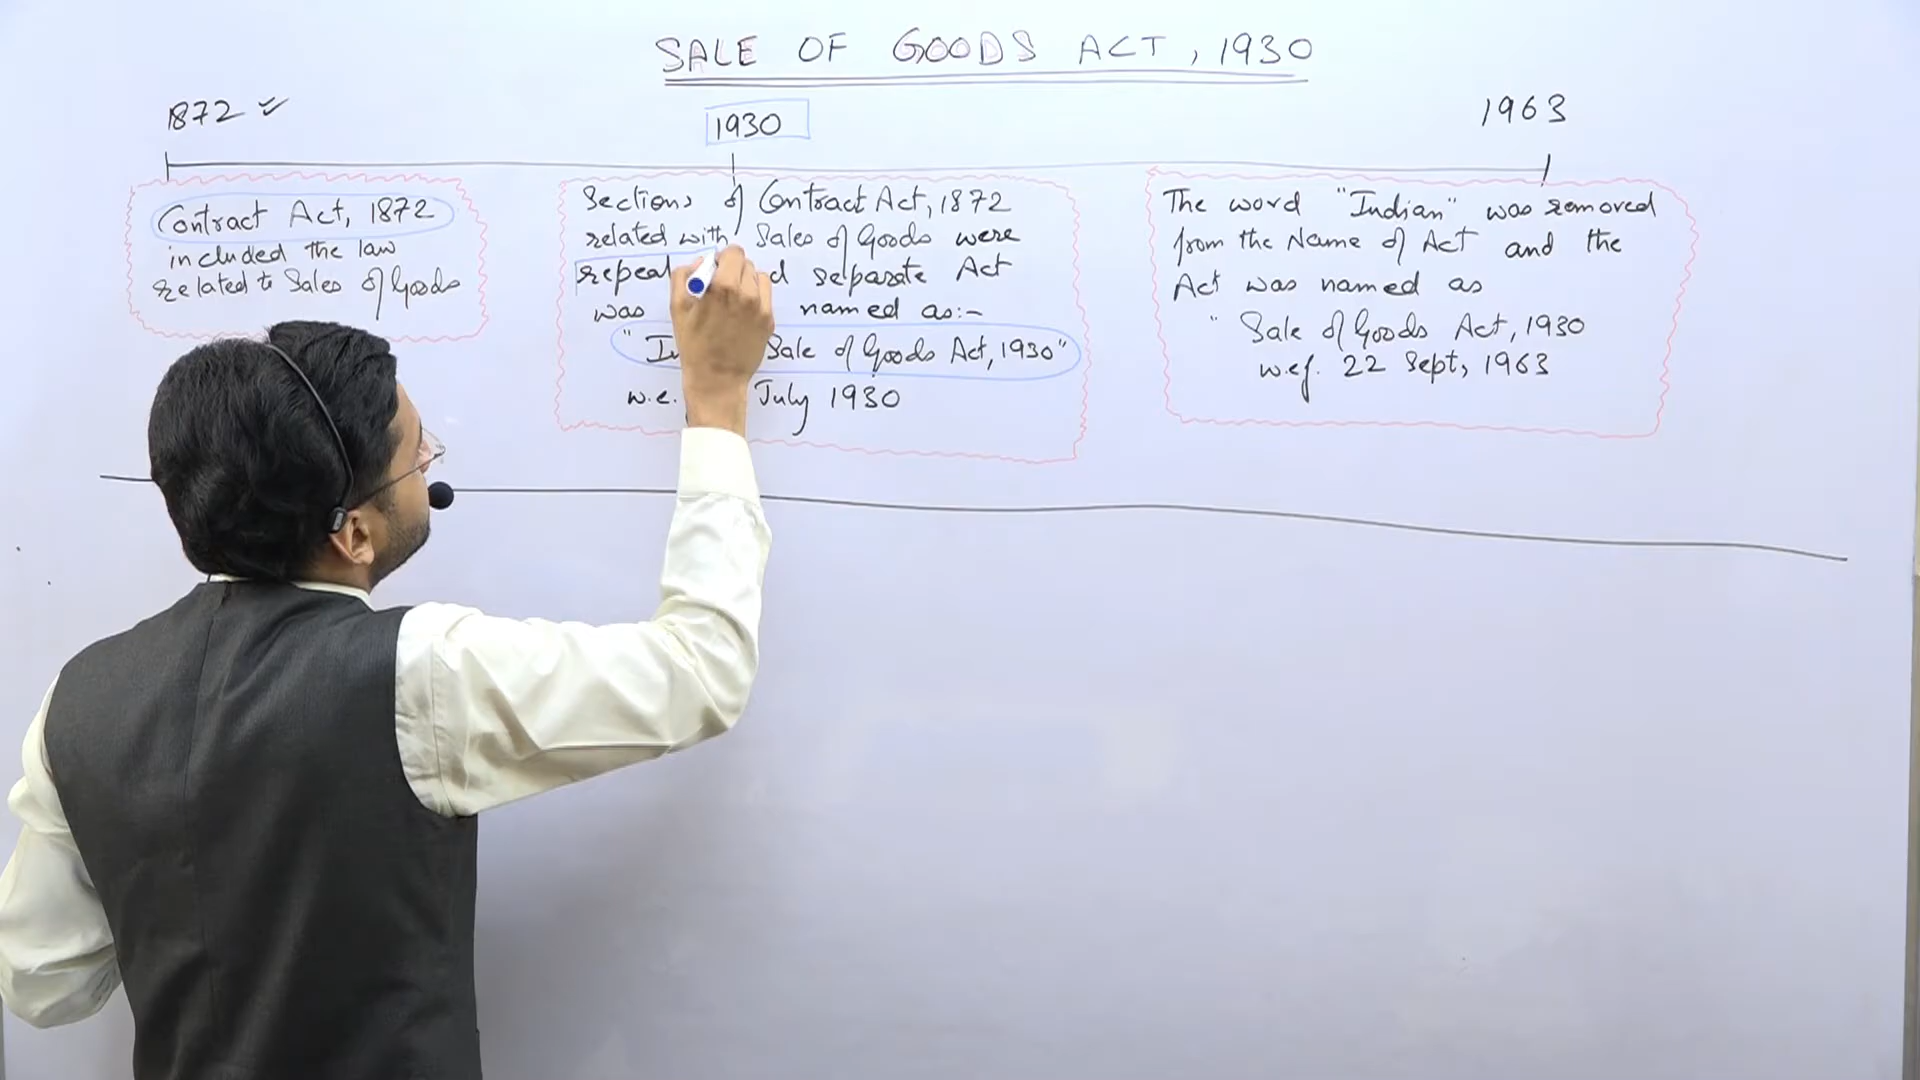 SALE OF GOODS ACT, 1930
1872
1930
1963
Contract Act, 1872
included the law
related to Sales of Goods
Sections of Contract Act, 1872
related with Sales of Goods were
repeal separate Act
was named as:-
" Sale of Goods Act, 1930"
July 1930
The word "Indian" was removed
from the Name of Act and the
Act was named as
" Sale of Goods Act, 1930
w.e.f. 22 Sept, 1963